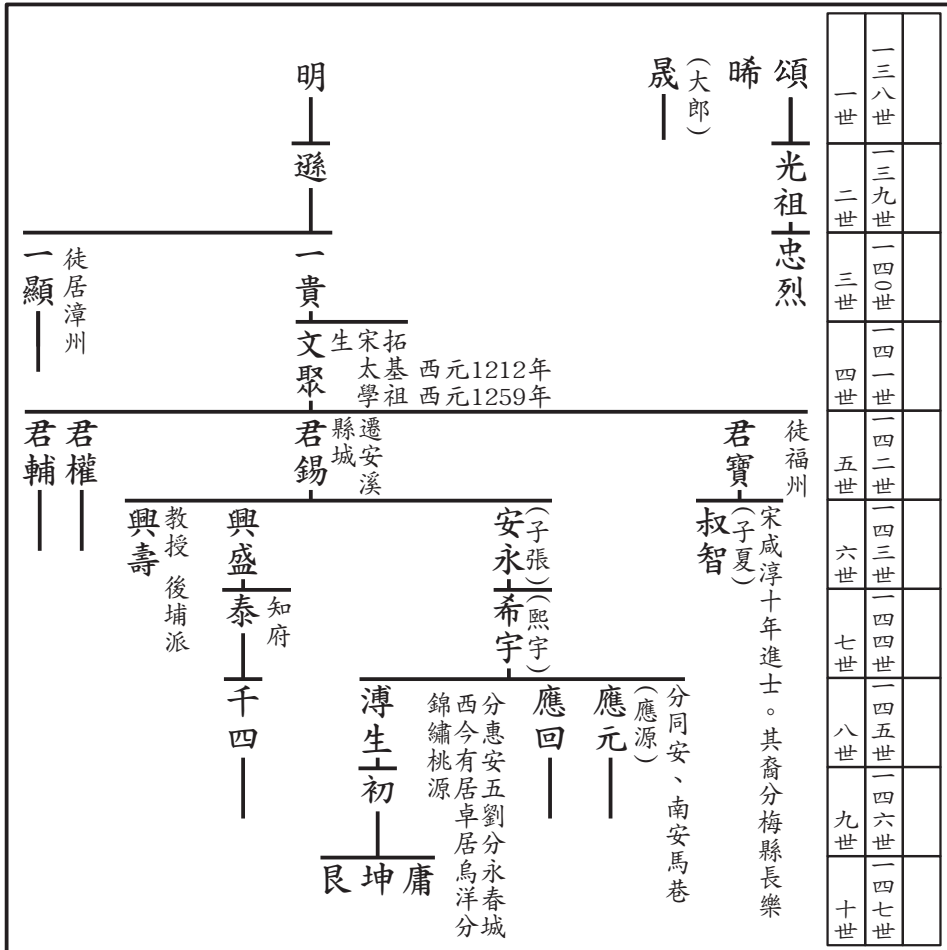 一三八世
一三九世
一四〇世
一四一世
一四二世
一四三世
一四四世
一四五世
一四六世
一四七世
一世
二世
三世
四世
五世
六世
七世
八世
九世
十世
頌
晞
(大郎)
晟
明
光祖
遜
忠烈
一貴
徒居漳州
一顯
文聚
拓基祖
宋太學
生
西元1212年
西元1259年
徒福州
君寶
君錫
遷安溪
縣城
君權
君輔
宋咸淳十年進士。其裔分梅縣長樂
(子夏)
叔智
(子張)
安永
興盛
教授 後埔派
興壽
(熙宇)
希宇
知府
泰
分同安、南安馬巷
(應源)
應元
應回
分惠安五劉分永春城
西今有居卓居烏洋分
錦繡桃源
溥生
千四
初
庸
坤
艮